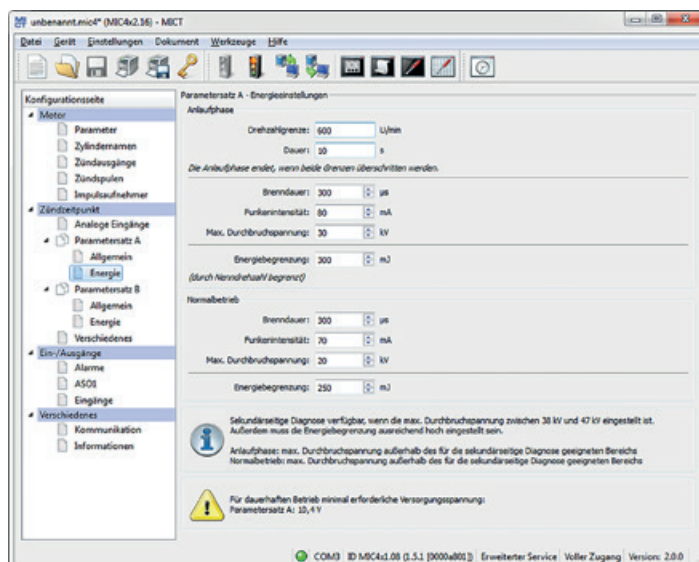 unbenannt.mic4* (MIC4x2.16) - MICT
Datei Gerät Einstellungen Dokument Werkzeuge Hilfe
Konfigurationsseite
Motor
Parameter
Zylindernamen
Zündausgänge
Zündspulen
Impulsaufnehmer
Zündzeitpunkt
Analoge Eingänge
Parametersatz A
Allgemein
Energie
Parametersatz B
Allgemein
Energie
Verschiedenes
Ein-/Ausgänge
Alarme
ASO1
Eingänge
Verschiedenes
Kommunikation
Informationen
Parametersatz A - Energieeinstellungen
Anlaufphase
Drehzahlgrenze: 600 U/min
Dauer: 10 s
Die Anlaufphase endet, wenn beide Grenzen überschritten werden.
Brenndauer: 300 µs
Funkenintensität: 80 mA
Max. Durchbruchspannung: 30 kV
Energiebegrenzung: 300 mJ
(durch Nenndrehzahl begrenzt)
Normalbetrieb
Brenndauer: 300 µs
Funkenintensität: 70 mA
Max. Durchbruchspannung: 20 kV
Energiebegrenzung: 250 mJ
Sekundärseitige Diagnose verfügbar, wenn die max. Durchbruchspannung zwischen 38 kV und 47 kV eingestellt ist.
Außerdem muss die Energiebegrenzung ausreichend hoch eingestellt sein.
Anlaufphase: max. Durchbruchspannung außerhalb des für die sekundärseitige Diagnose geeigneten Bereichs
Normalbetrieb: max. Durchbruchspannung außerhalb des für die sekundärseitige Diagnose geeigneten Bereichs
Für dauerhaften Betrieb minimal erforderliche Versorgungsspannung:
Parametersatz A: 10,4 V
COM3 ID MIC4x1.08 (1.5.1 [0000a801]) Erweiterter Service Voller Zugang Version: 2.0.0